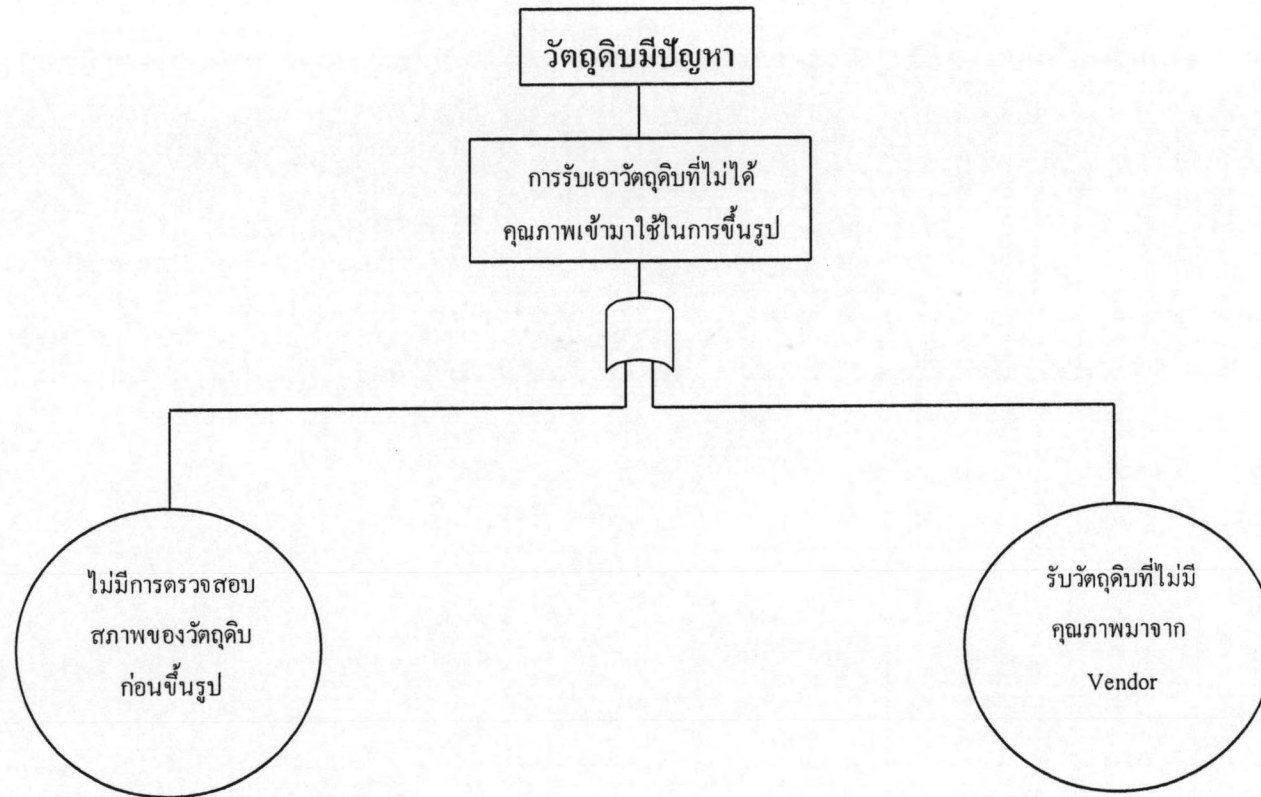 วัตถุดิบมีปัญหา
การรับเอาวัตถุดิบที่ไม่ได้
คุณภาพเข้ามาใช้ในการขึ้นรูป
ไม่มีการตรวจสอบ
สภาพของวัตถุดิบ
ก่อนขึ้นรูป
รับวัตถุดิบที่ไม่มี
คุณภาพมาจาก
Vendor